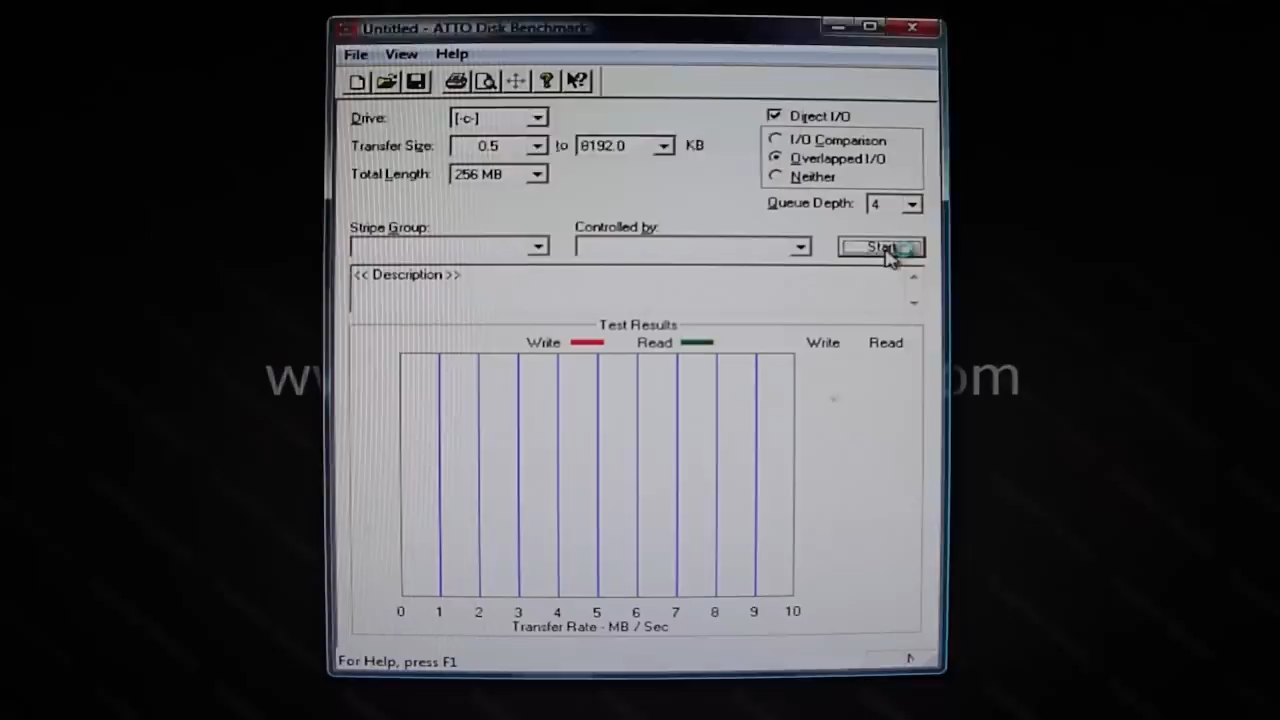 Untitled - ATTO Disk Benchmark
File View Help
Drive: [-c-] Direct I/O
Transfer Size: 0.5 to 8192.0 KB I/O Comparison
Overlapped I/O
Total Length: 256 MB Neither
Queue Depth: 4
Stripe Group: Controlled by:
Start
<< Description >>
Test Results
Write Read Write Read
om
0 1 2 3 4 5 6 7 8 9 10
Transfer Rate - MB / Sec
For Help, press F1